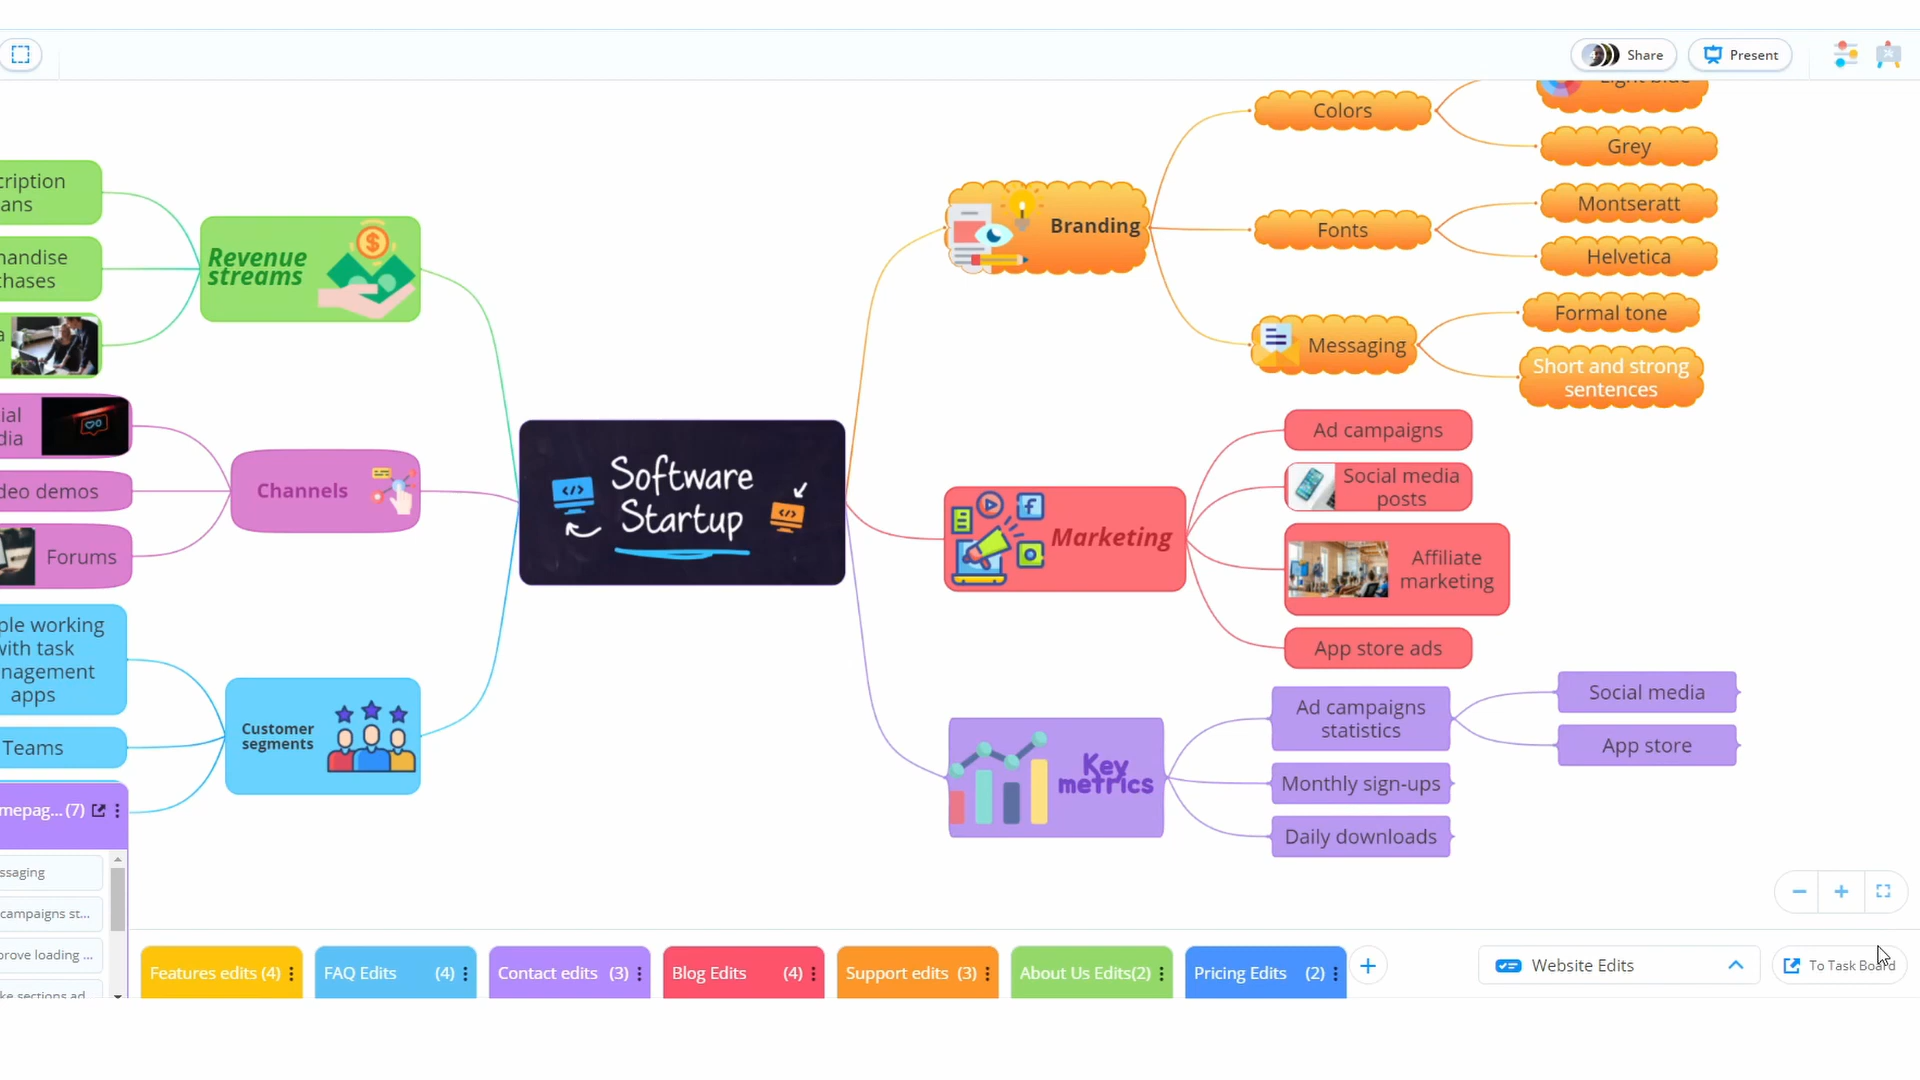 Share
Present
Colors
Grey
Branding
Fonts
Montseratt
Helvetica
Messaging
Formal tone
Short and strong
sentences
cription
ans
handise
chases
Revenue
streams
ial
dia
deo demos
Forums
Channels
Software
Startup
</>
</>
Marketing
Ad campaigns
Social media
posts
Affiliate
marketing
App store ads
ple working
with task
nagement
apps
Teams
Customer
segments
Key
metrics
Ad campaigns
statistics
Social media
App store
Monthly sign-ups
Daily downloads
mepag... (7)
ssaging
campaigns st...
prove loading ...
Features edits (4)
FAQ Edits (4)
Contact edits (3)
Blog Edits (4)
Support edits (3)
About Us Edits(2)
Pricing Edits (2)
Website Edits
To Task Board